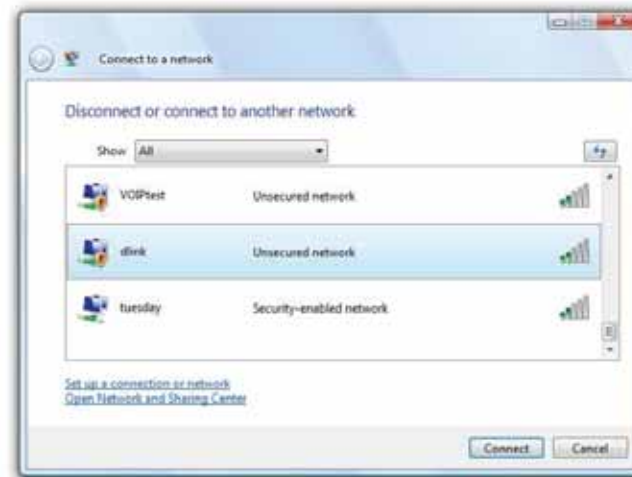 Connect to a network
Disconnect or connect to another network
Show All
VOIPtest Unsecured network
dlink Unsecured network
tuesday Security-enabled network
Set up a connection or network
Open Network and Sharing Center
Connect Cancel